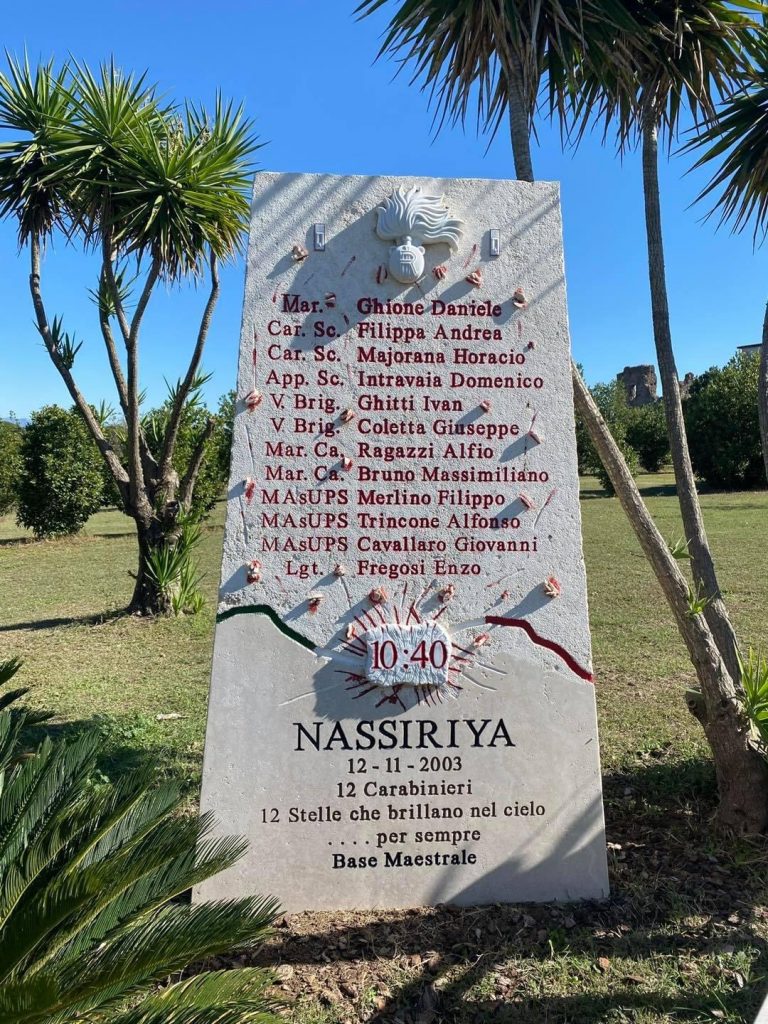 Mar. Ghione Daniele
Car. Sc. Filippa Andrea
Car. Sc. Majorana Horacio
App. Sc. Intravaia Domenico
V. Brig. Ghitti Ivan
V. Brig. Coletta Giuseppe
Mar. Ca. Ragazzi Alfio
Mar. Ca. Bruno Massimiliano
MAsUPS Merlino Filippo
MAsUPS Trincone Alfonso
MAsUPS Cavallaro Giovanni
Lgt. Fregosi Enzo
10:40
NASSIRIYA
12 - 11 - 2003
12 Carabinieri
12 Stelle che brillano nel cielo
. . . . per sempre
Base Maestrale